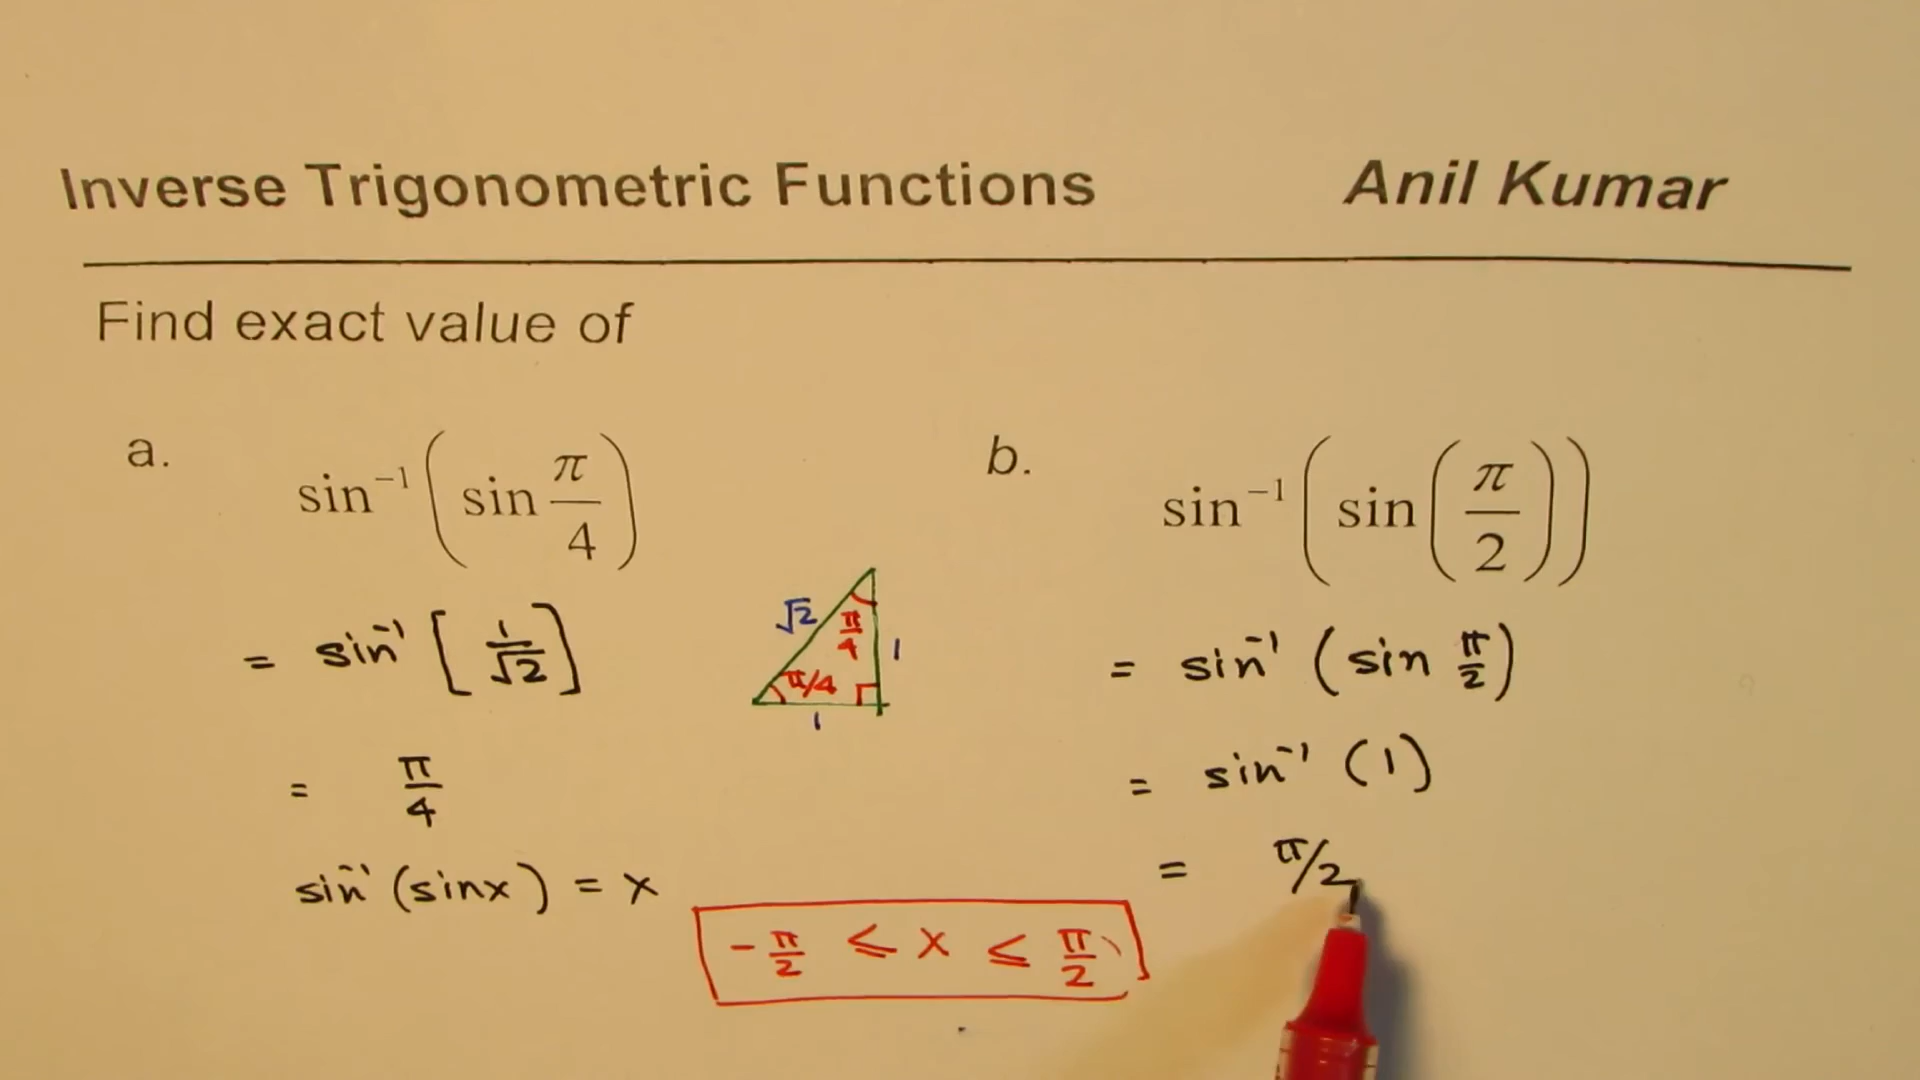 Inverse Trigonometric Functions Anil Kumar
Find exact value of
a. sin⁻¹(sin π/4)
= sin⁻¹ [1/√2]
= π/4
sin⁻¹ (sin x) = x
√2
π/4
1
π/4
1
b. sin⁻¹(sin(π/2))
= sin⁻¹ (sin π/2)
= sin⁻¹ (1)
= π/2
-π/2 ≤ x ≤ π/2